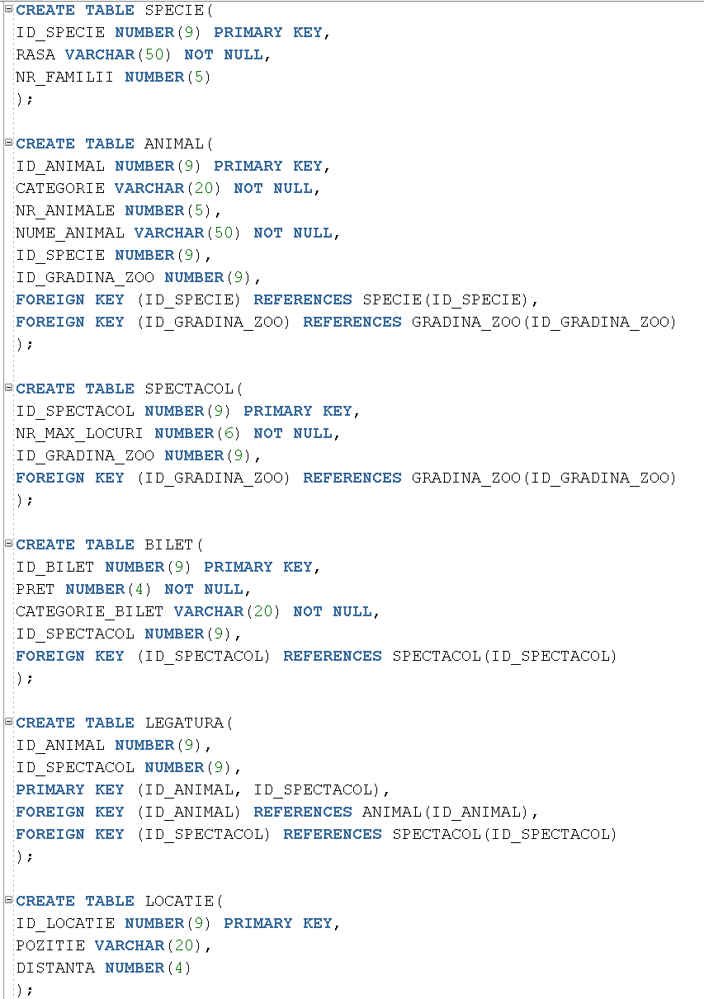 CREATE TABLE SPECIE(
ID_SPECIE NUMBER(9) PRIMARY KEY,
RASA VARCHAR(50) NOT NULL,
NR_FAMILII NUMBER(5)
);
CREATE TABLE ANIMAL(
ID_ANIMAL NUMBER(9) PRIMARY KEY,
CATEGORIE VARCHAR(20) NOT NULL,
NR_ANIMALE NUMBER(5),
NUME_ANIMAL VARCHAR(50) NOT NULL,
ID_SPECIE NUMBER(9),
ID_GRADINA_ZOO NUMBER(9),
FOREIGN KEY (ID_SPECIE) REFERENCES SPECIE(ID_SPECIE),
FOREIGN KEY (ID_GRADINA_ZOO) REFERENCES GRADINA_ZOO(ID_GRADINA_ZOO)
);
CREATE TABLE SPECTACOL(
ID_SPECTACOL NUMBER(9) PRIMARY KEY,
NR_MAX_LOCURI NUMBER(6) NOT NULL,
ID_GRADINA_ZOO NUMBER(9),
FOREIGN KEY (ID_GRADINA_ZOO) REFERENCES GRADINA_ZOO(ID_GRADINA_ZOO)
);
CREATE TABLE BILET(
ID_BILET NUMBER(9) PRIMARY KEY,
PRET NUMBER(4) NOT NULL,
CATEGORIE_BILET VARCHAR(20) NOT NULL,
ID_SPECTACOL NUMBER(9),
FOREIGN KEY (ID_SPECTACOL) REFERENCES SPECTACOL(ID_SPECTACOL)
);
CREATE TABLE LEGATURA(
ID_ANIMAL NUMBER(9),
ID_SPECTACOL NUMBER(9),
PRIMARY KEY (ID_ANIMAL, ID_SPECTACOL),
FOREIGN KEY (ID_ANIMAL) REFERENCES ANIMAL(ID_ANIMAL),
FOREIGN KEY (ID_SPECTACOL) REFERENCES SPECTACOL(ID_SPECTACOL)
);
CREATE TABLE LOCATIE(
ID_LOCATIE NUMBER(9) PRIMARY KEY,
POZITIE VARCHAR(20),
DISTANTA NUMBER(4)
);